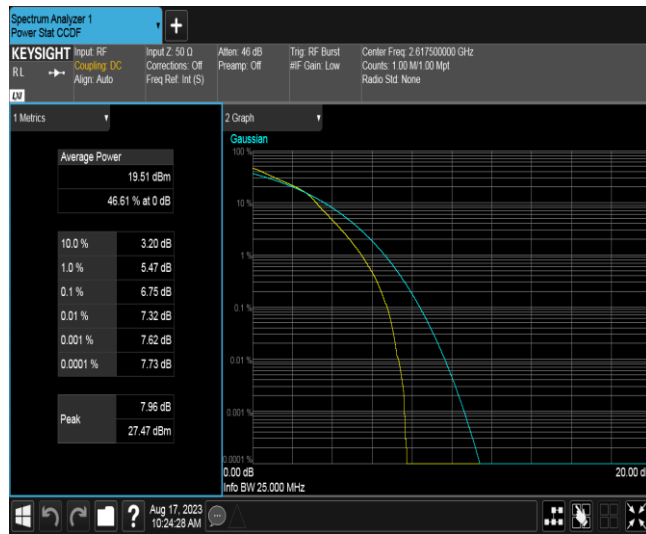 Spectrum Analyzer 1
Power Stat CCDF
KEYSIGHT
RL
LXI
Input: RF
Coupling: DC
Align: Auto
Input Z: 50 Ω
Corrections: Off
Freq Ref: Int (S)
Atten: 46 dB
Preamp: Off
Trig: RF Burst
#IF Gain: Low
Center Freq: 2.617500000 GHz
Counts: 1.00 M/1.00 Mpt
Radio Std: None
1 Metrics
Average Power
19.51 dBm
46.61 % at 0 dB
10.0 % 3.20 dB
1.0 % 5.47 dB
0.1 % 6.75 dB
0.01 % 7.32 dB
0.001 % 7.62 dB
0.0001 % 7.73 dB
Peak
7.96 dB
27.47 dBm
2 Graph
Gaussian
100 %
10 %
1 %
0.1 %
0.01 %
0.001 %
0.0001 %
0.00 dB
20.00 d
Info BW 25.000 MHz
?
Aug 17, 2023
10:24:28 AM